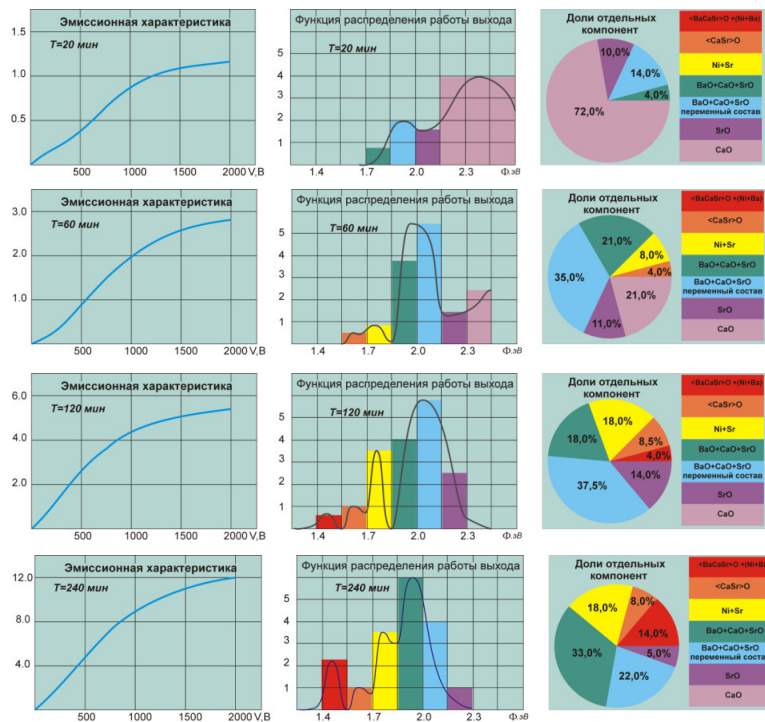 Эмиссионная характеристика
T=20 мин
1.5
1.0
0.5
500
1000
1500
2000 V,В
Функция распределения работы выхода
T=20 мин
5
4
3
2
1
1.4
1.7
2.0
2.3
Ф.эВ
Доли отдельных
компонент
10,0%
14,0%
4,0%
72,0%
<BaCaSr>O +(Ni+Ba)
<CaSr>O
Ni+Sr
BaO+CaO+SrO
BaO+CaO+SrO
переменный состав
SrO
CaO
Эмиссионная характеристика
T=60 мин
3.0
2.0
1.0
500
1000
1500
2000 V,В
Функция распределения работы выхода
T=60 мин
5
4
3
2
1
1.4
1.7
2.0
2.3
Ф.эВ
Доли отдельных
компонент
21,0%
8,0%
4,0%
35,0%
21,0%
11,0%
<BaCaSr>O +(Ni+Ba)
<CaSr>O
Ni+Sr
BaO+CaO+SrO
BaO+CaO+SrO
переменный состав
SrO
CaO
Эмиссионная характеристика
T=120 мин
6.0
4.0
2.0
500
1000
1500
2000 V,В
Функция распределения работы выхода
T=120 мин
5
4
3
2
1
1.4
1.7
2.0
2.3
Ф.эВ
Доли отдельных
компонент
18,0%
8,5%
18,0%
4,0%
14,0%
37,5%
<BaCaSr>O +(Ni+Ba)
<CaSr>O
Ni+Sr
BaO+CaO+SrO
BaO+CaO+SrO
переменный состав
SrO
CaO
Эмиссионная характеристика
T=240 мин
12.0
8.0
4.0
500
1000
1500
2000 V,В
Функция распределения работы выхода
T=240 мин
6
5
4
3
2
1
1.4
1.7
2.0
2.3
Ф.эВ
Доли отдельных
компонент
8,0%
18,0%
14,0%
33,0%
5,0%
22,0%
<BaCaSr>O +(Ni+Ba
<CaSr>O
Ni+Sr
BaO+CaO+SrO
BaO+CaO+SrO
переменный состав
SrO
CaO